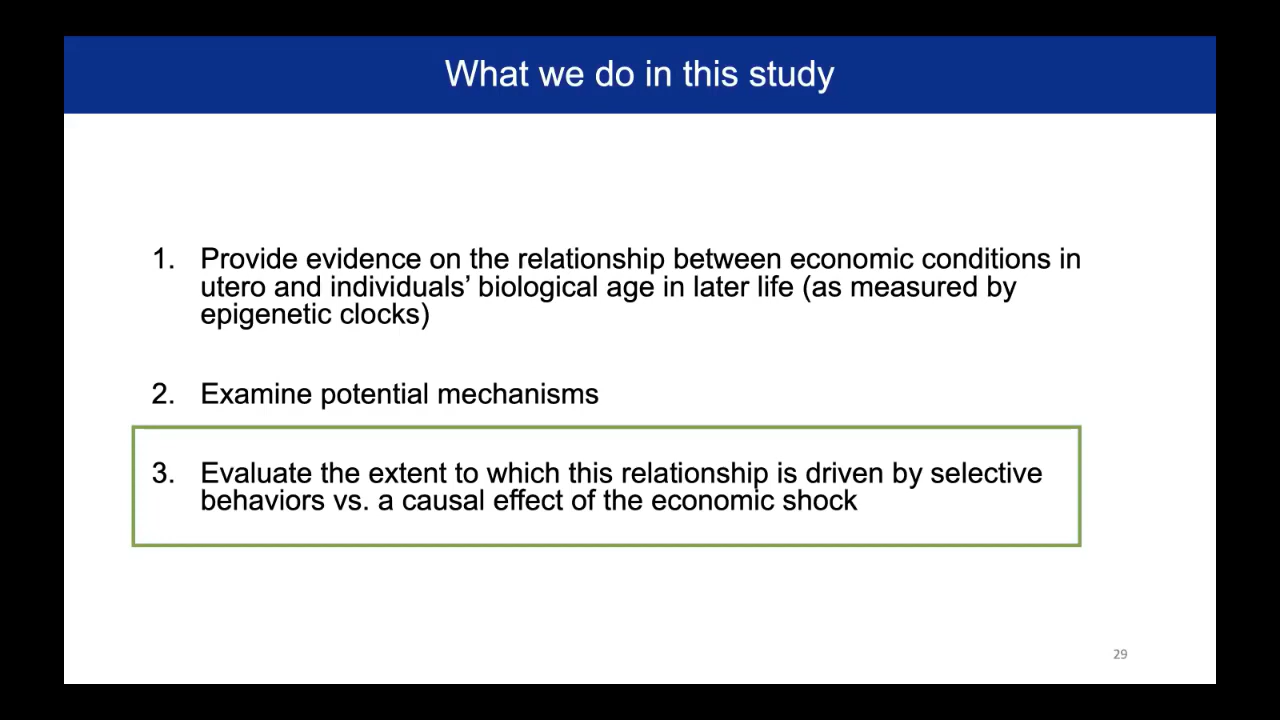 What we do in this study
1. Provide evidence on the relationship between economic conditions in
utero and individuals’ biological age in later life (as measured by
epigenetic clocks)
2. Examine potential mechanisms
3. Evaluate the extent to which this relationship is driven by selective
behaviors vs. a causal effect of the economic shock
29